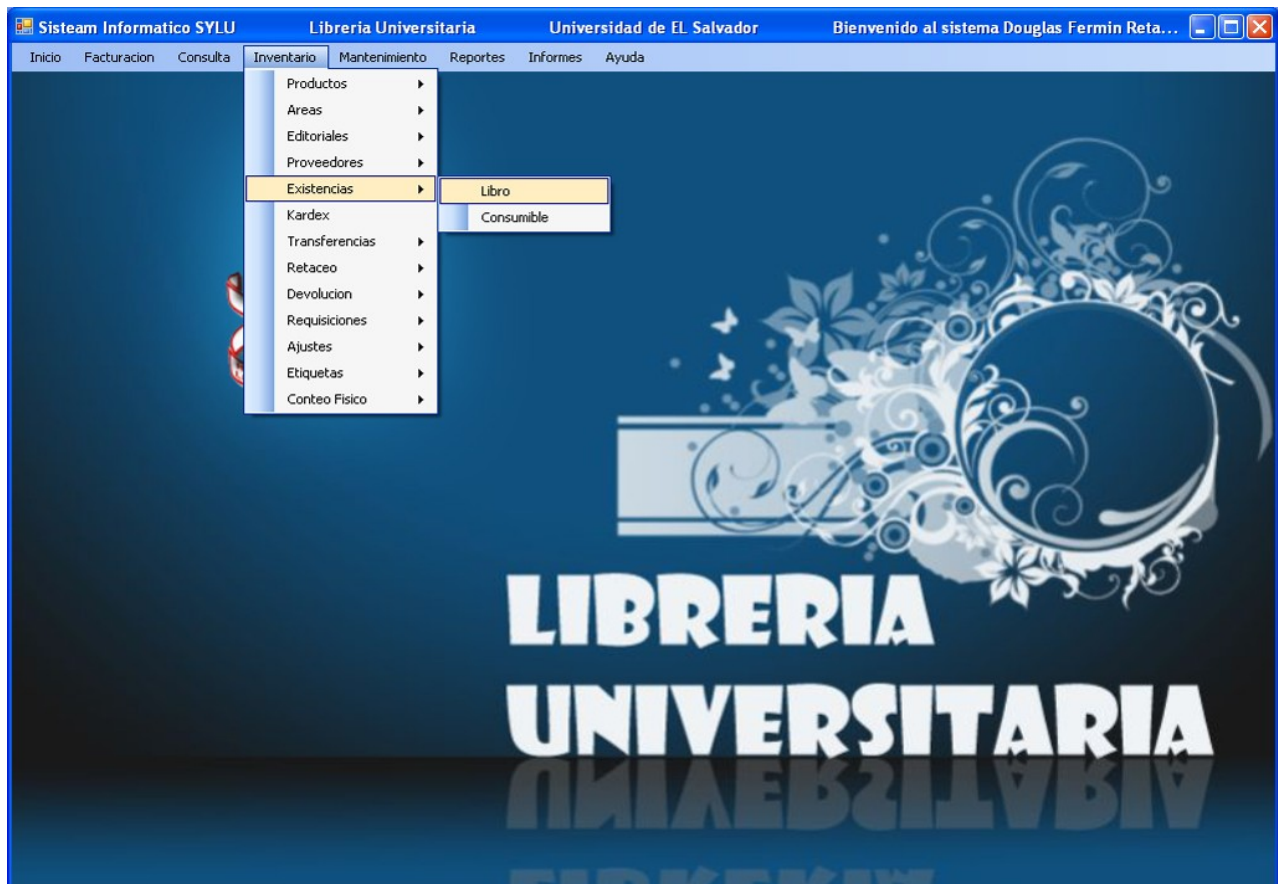 Sisteam Informatico SYLU Libreria Universitaria Universidad de EL Salvador Bienvenido al sistema Douglas Fermin Reta...
Inicio Facturacion Consulta Inventario Mantenimiento Reportes Informes Ayuda
Productos
Areas
Editoriales
Proveedores
Existencias
Libro
Consumible
Kardex
Transferencias
Retaceo
Devolucion
Requisiciones
Ajustes
Etiquetas
Conteo Fisico
LIBRERIA
UNIVERSITARIA